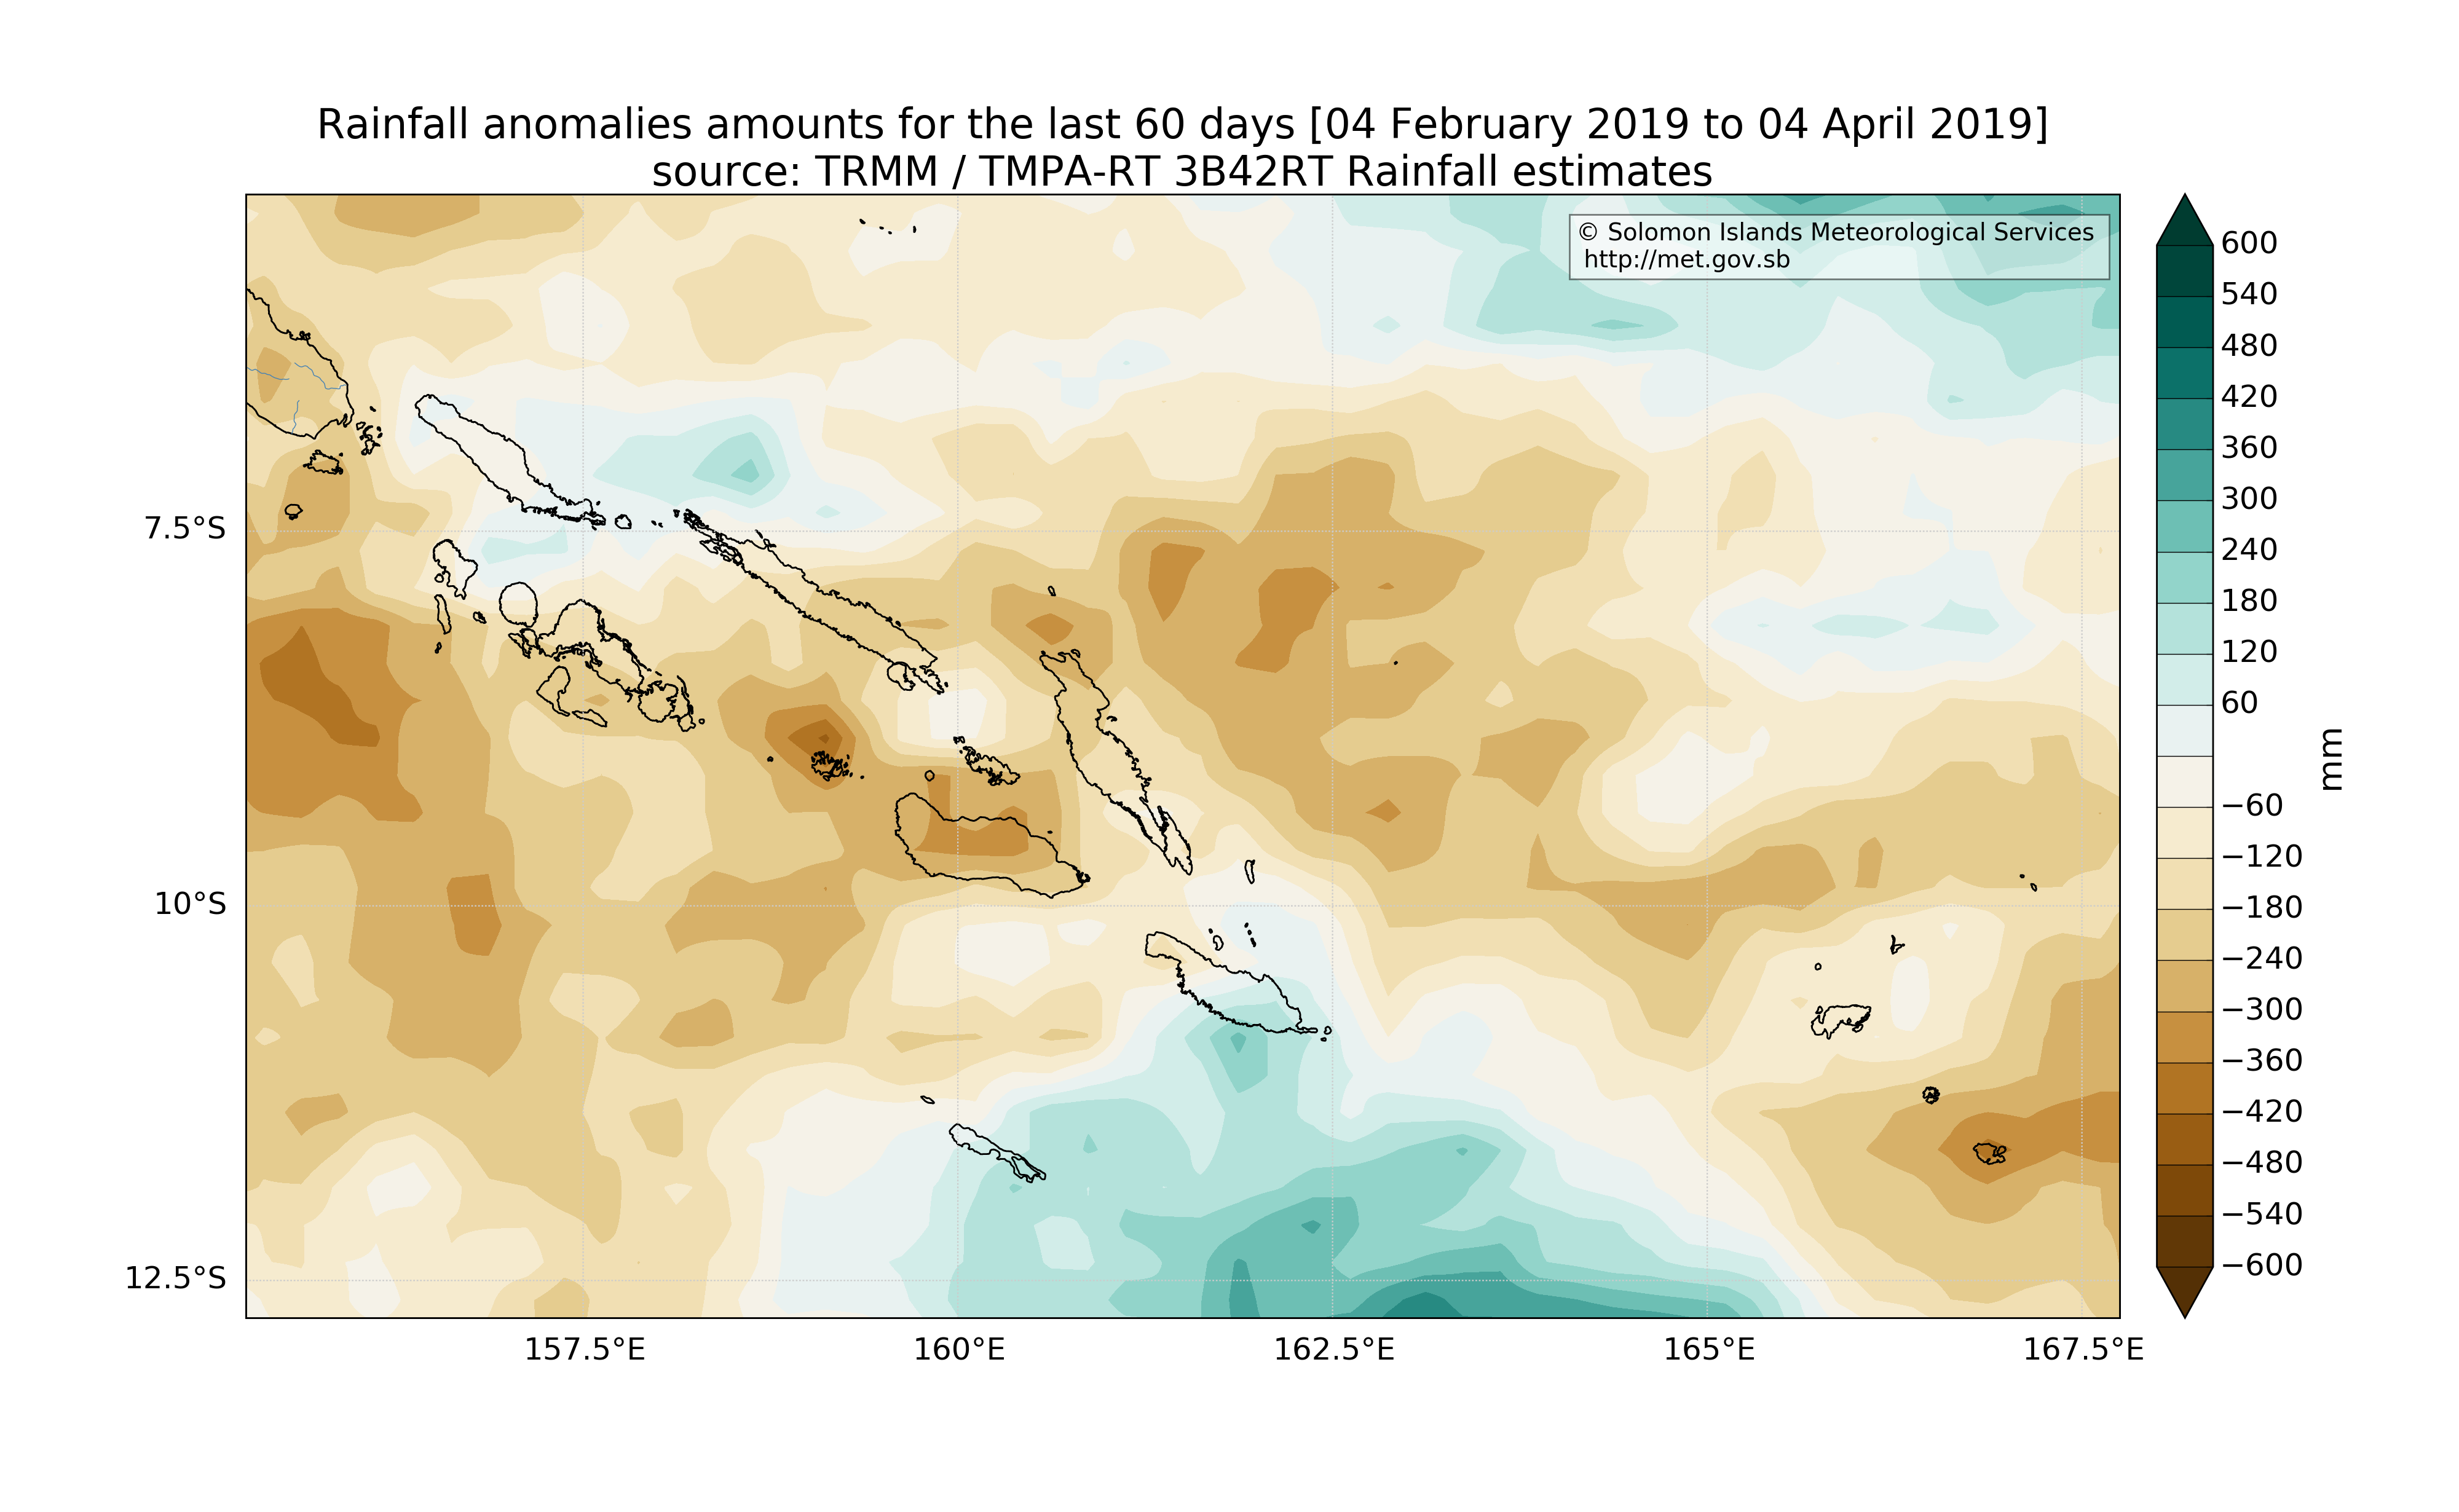 Rainfall anomalies amounts for the last 60 days [04 February 2019 to 04 April 2019]
source: TRMM / TMPA-RT 3B42RT Rainfall estimates
© Solomon Islands Meteorological Services
http://met.gov.sb
7.5°S
10°S
12.5°S
157.5°E
160°E
162.5°E
165°E
167.5°E
600
540
480
420
360
300
240
180
120
60
−60
−120
−180
−240
−300
−360
−420
−480
−540
−600
mm